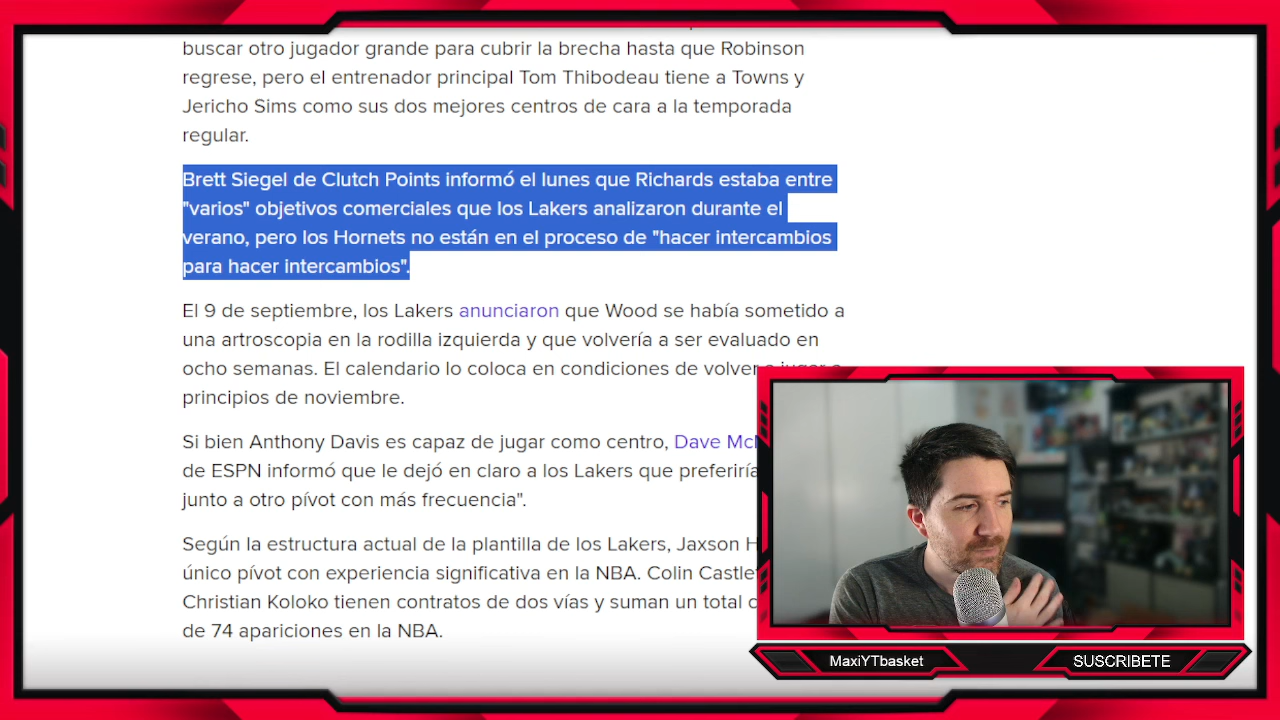 buscar otro jugador grande para cubrir la brecha hasta que Robinson
regrese, pero el entrenador principal Tom Thibodeau tiene a Towns y
Jericho Sims como sus dos mejores centros de cara a la temporada
regular.
Brett Siegel de Clutch Points informó el lunes que Richards estaba entre
"varios" objetivos comerciales que los Lakers analizaron durante el
verano, pero los Hornets no están en el proceso de "hacer intercambios
para hacer intercambios".
El 9 de septiembre, los Lakers anunciaron que Wood se había sometido a
una artroscopia en la rodilla izquierda y que volvería a ser evaluado en
ocho semanas. El calendario lo coloca en condiciones de volver a jugar a
principios de noviembre.
Si bien Anthony Davis es capaz de jugar como centro, Dave
de ESPN informó que le dejó en claro a los Lakers que preferiría
junto a otro pívot con más frecuencia".
Según la estructura actual de la plantilla de los Lakers, Jaxson
único pívot con experiencia significativa en la NBA. Colin
Christian Koloko tienen contratos de dos vías y suman un total
de 74 apariciones en la NBA.
MaxiYTbasket
SUSCRIBETE